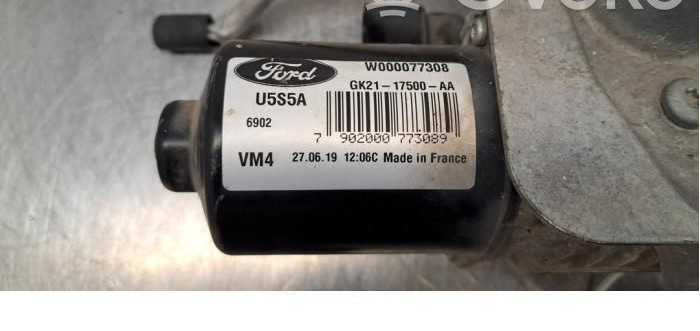 Ford
W000077308
GK21-17500-AA
U5S5A
6902
7 902000 773089
VM4 27.06.19 12:06C Made in France